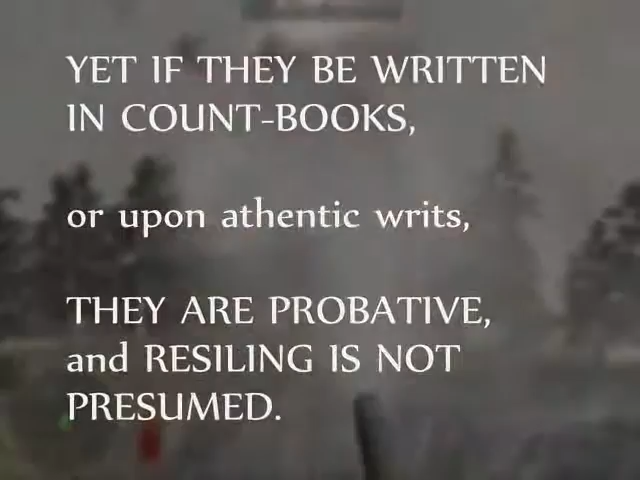 YET IF THEY BE WRITTEN
IN COUNT-BOOKS,
or upon athentic writs,
THEY ARE PROBATIVE,
and RESILING IS NOT
PRESUMED.